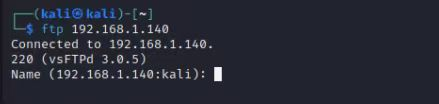 ┌──(kali㉿kali)-[~]
└─$ ftp 192.168.1.140
Connected to 192.168.1.140.
220 (vsFTPd 3.0.5)
Name (192.168.1.140:kali):